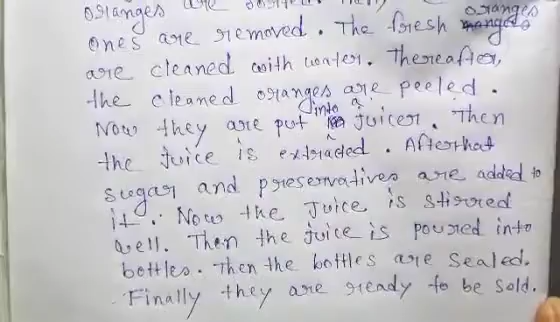 oranges are
ones are removed. The fresh oranges
are cleaned with water. Thereafter,
the cleaned oranges are peeled.
Now they are put into a juicer. Then
the juice is extracted. Afterthat
sugar and preservatives are added to
it. Now the Juice is stirred
well. Then the juice is poured into
bottles. Then the bottles are sealed.
Finally they are ready to be sold.